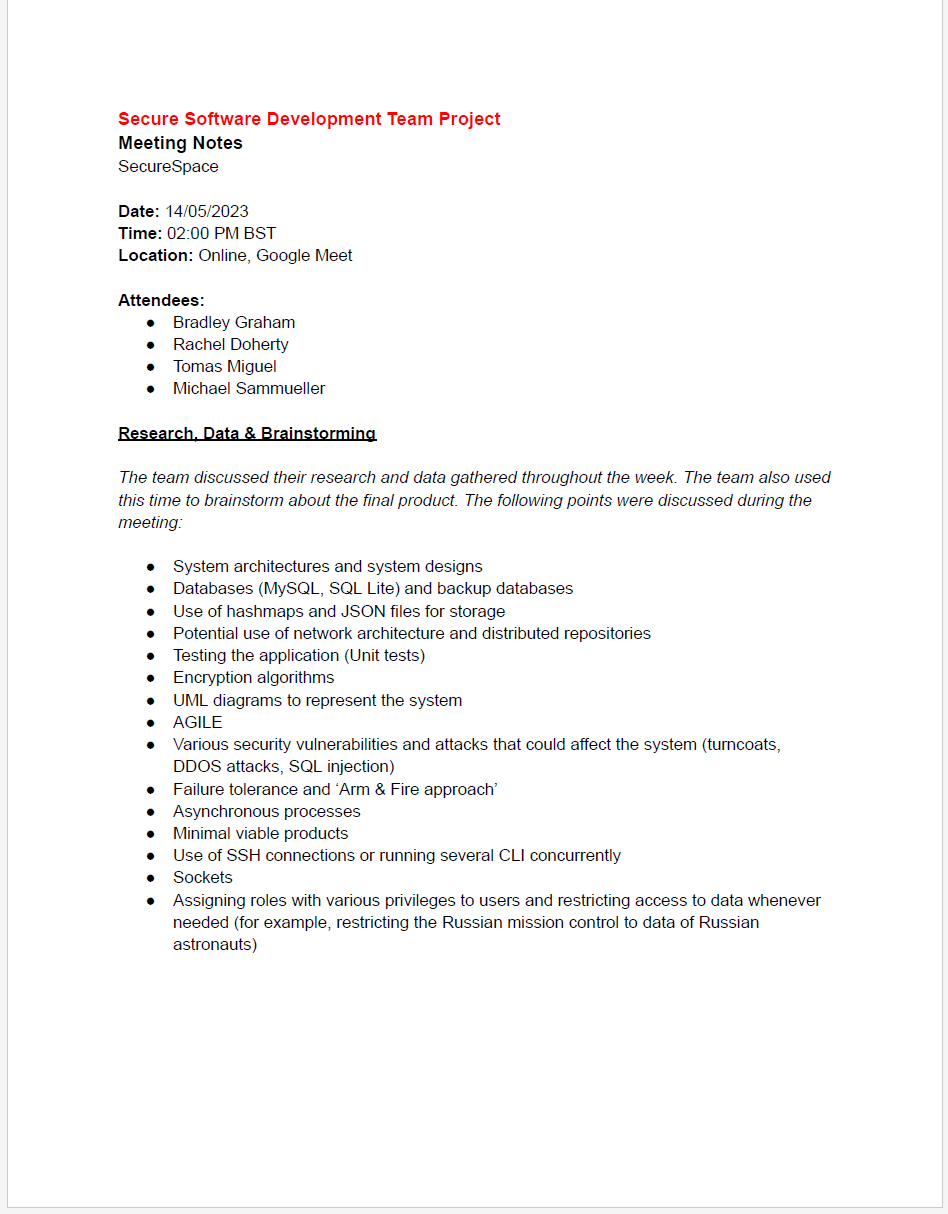 Secure Software Development Team Project
Meeting Notes
SecureSpace
Date: 14/05/2023
Time: 02:00 PM BST
Location: Online, Google Meet
Attendees:
● Bradley Graham
● Rachel Doherty
● Tomas Miguel
● Michael Sammueller
Research, Data & Brainstorming
The team discussed their research and data gathered throughout the week. The team also used
this time to brainstorm about the final product. The following points were discussed during the
meeting:
● System architectures and system designs
● Databases (MySQL, SQL Lite) and backup databases
● Use of hashmaps and JSON files for storage
● Potential use of network architecture and distributed repositories
● Testing the application (Unit tests)
● Encryption algorithms
● UML diagrams to represent the system
● AGILE
● Various security vulnerabilities and attacks that could affect the system (turncoats,
DDOS attacks, SQL injection)
● Failure tolerance and ‘Arm & Fire approach’
● Asynchronous processes
● Minimal viable products
● Use of SSH connections or running several CLI concurrently
● Sockets
● Assigning roles with various privileges to users and restricting access to data whenever
needed (for example, restricting the Russian mission control to data of Russian
astronauts)